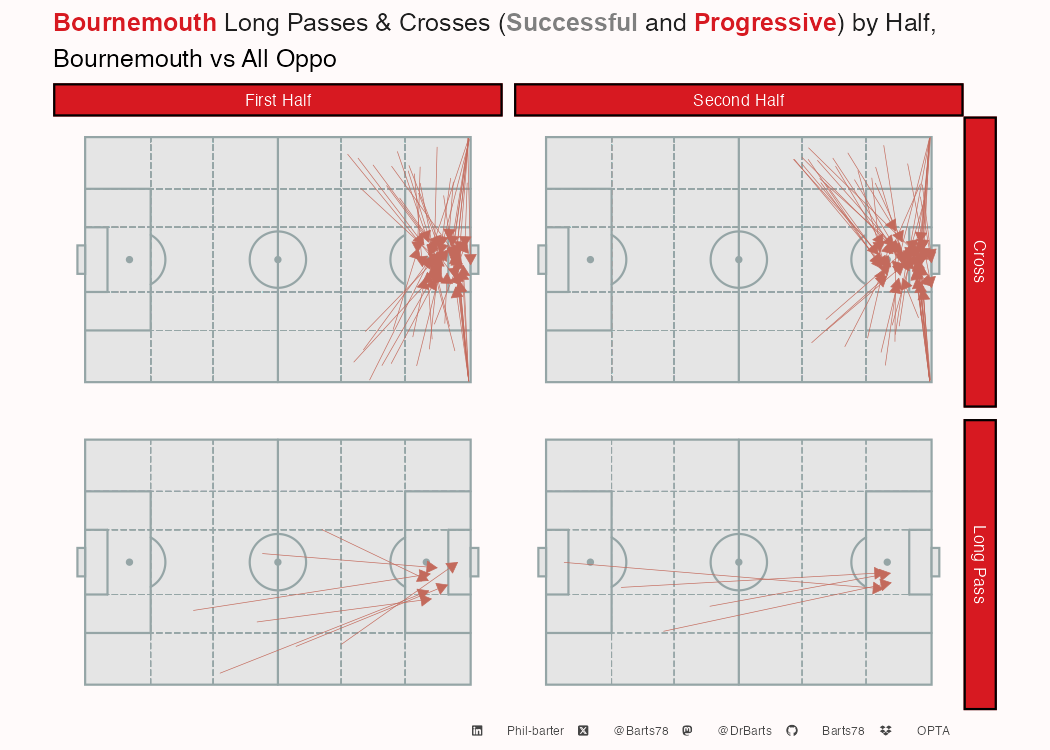 Bournemouth Long Passes & Crosses (Successful and Progressive) by Half,
Bournemouth vs All Oppo
First Half
Second Half
Cross
Long Pass
Phil-barter @Barts78 @DrBarts Barts78 OPTA